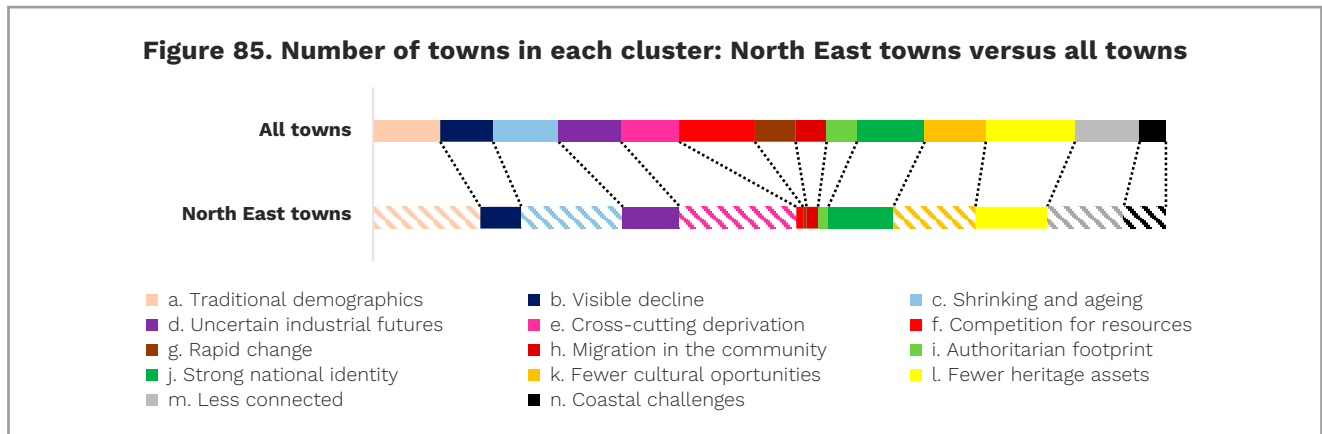 Figure 85. Number of towns in each cluster: North East towns versus all towns
All towns
North East towns
a. Traditional demographics
b. Visible decline
c. Shrinking and ageing
d. Uncertain industrial futures
e. Cross-cutting deprivation
f. Competition for resources
g. Rapid change
h. Migration in the community
i. Authoritarian footprint
j. Strong national identity
k. Fewer cultural oportunities
l. Fewer heritage assets
m. Less connected
n. Coastal challenges